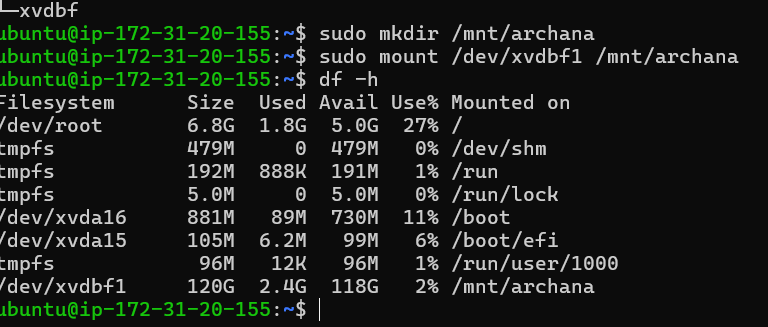 └─xvdbf
ubuntu@ip-172-31-20-155:~$ sudo mkdir /mnt/archana
ubuntu@ip-172-31-20-155:~$ sudo mount /dev/xvdbf1 /mnt/archana
ubuntu@ip-172-31-20-155:~$ df -h
Filesystem      Size  Used Avail Use% Mounted on
/dev/root       6.8G  1.8G  5.0G  27% /
tmpfs           479M     0  479M   0% /dev/shm
tmpfs           192M  888K  191M   1% /run
tmpfs           5.0M     0  5.0M   0% /run/lock
/dev/xvda16     881M   89M  730M  11% /boot
/dev/xvda15     105M  6.2M   99M   6% /boot/efi
tmpfs            96M   12K   96M   1% /run/user/1000
/dev/xvdbf1     120G  2.4G  118G   2% /mnt/archana
ubuntu@ip-172-31-20-155:~$